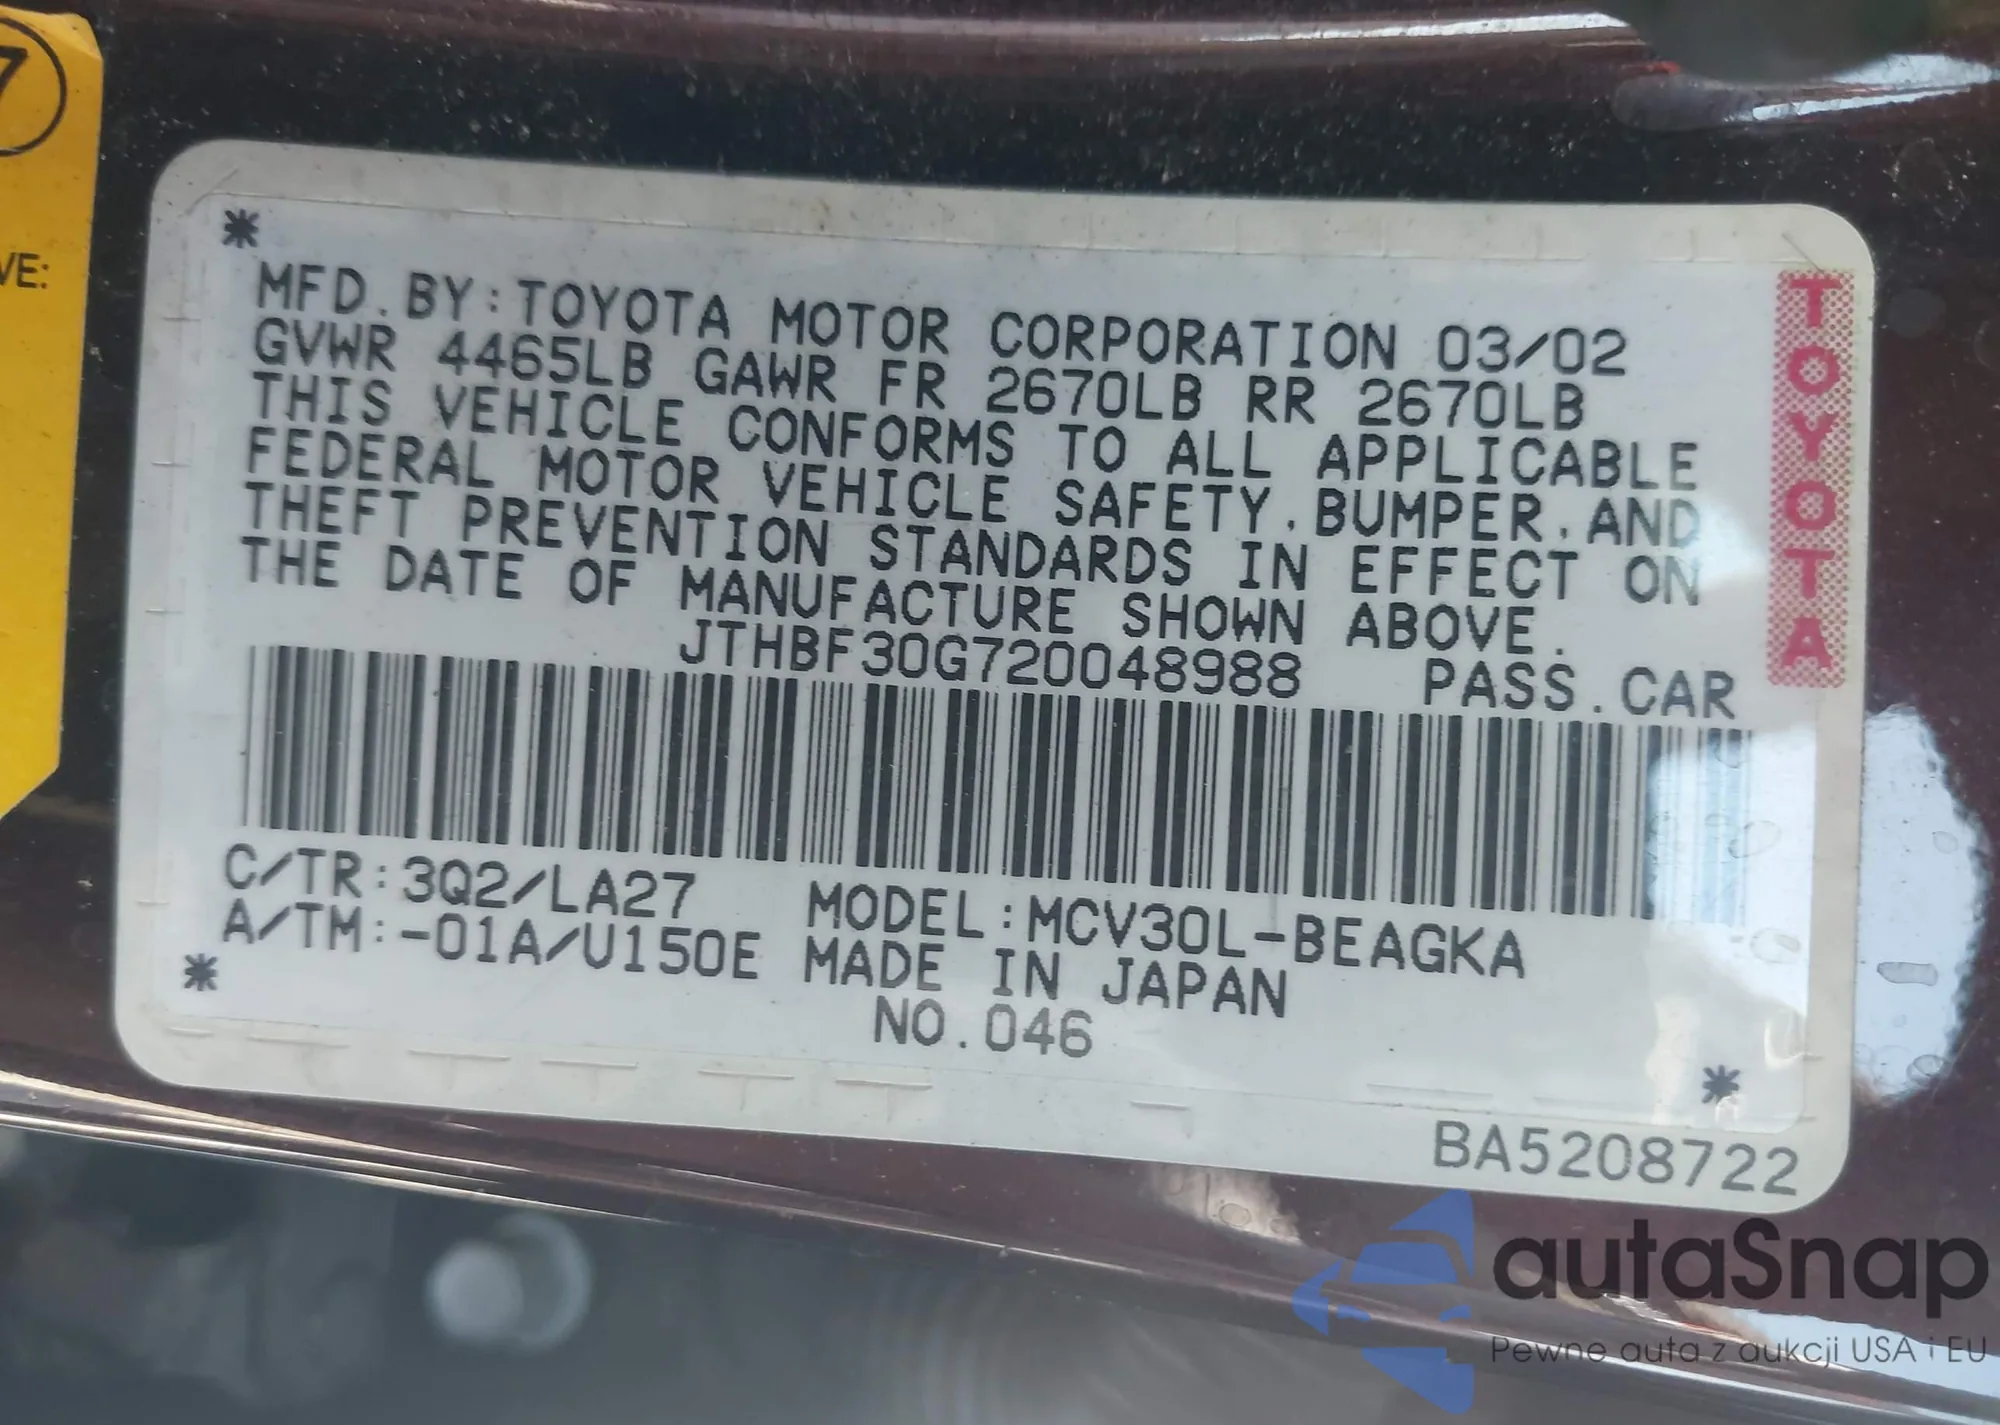 7
VE:
*
MFD.BY:TOYOTA MOTOR CORPORATION 03/02
GVWR 4465LB GAWR FR 2670LB RR 2670LB
THIS VEHICLE CONFORMS TO ALL APPLICABLE
FEDERAL MOTOR VEHICLE SAFETY.BUMPER.AND
THEFT PREVENTION STANDARDS IN EFFECT ON
THE DATE OF MANUFACTURE SHOWN ABOVE.
JTHBF30G720048988 PASS.CAR
TOYOTA
C/TR:3Q2/LA27 MODEL:MCV30L-BEAGKA
A/TM:-01A/U150E MADE IN JAPAN
* NO.046 *
BA5208722
autaSnap
Pewne auta z aukcji USA i EU